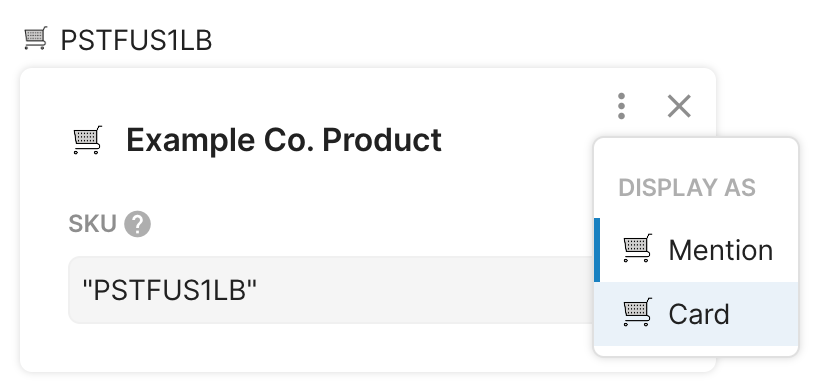 PSTFUS1LB
Example Co. Product
DISPLAY AS
SKU ?
Mention
"PSTFUS1LB"
Card